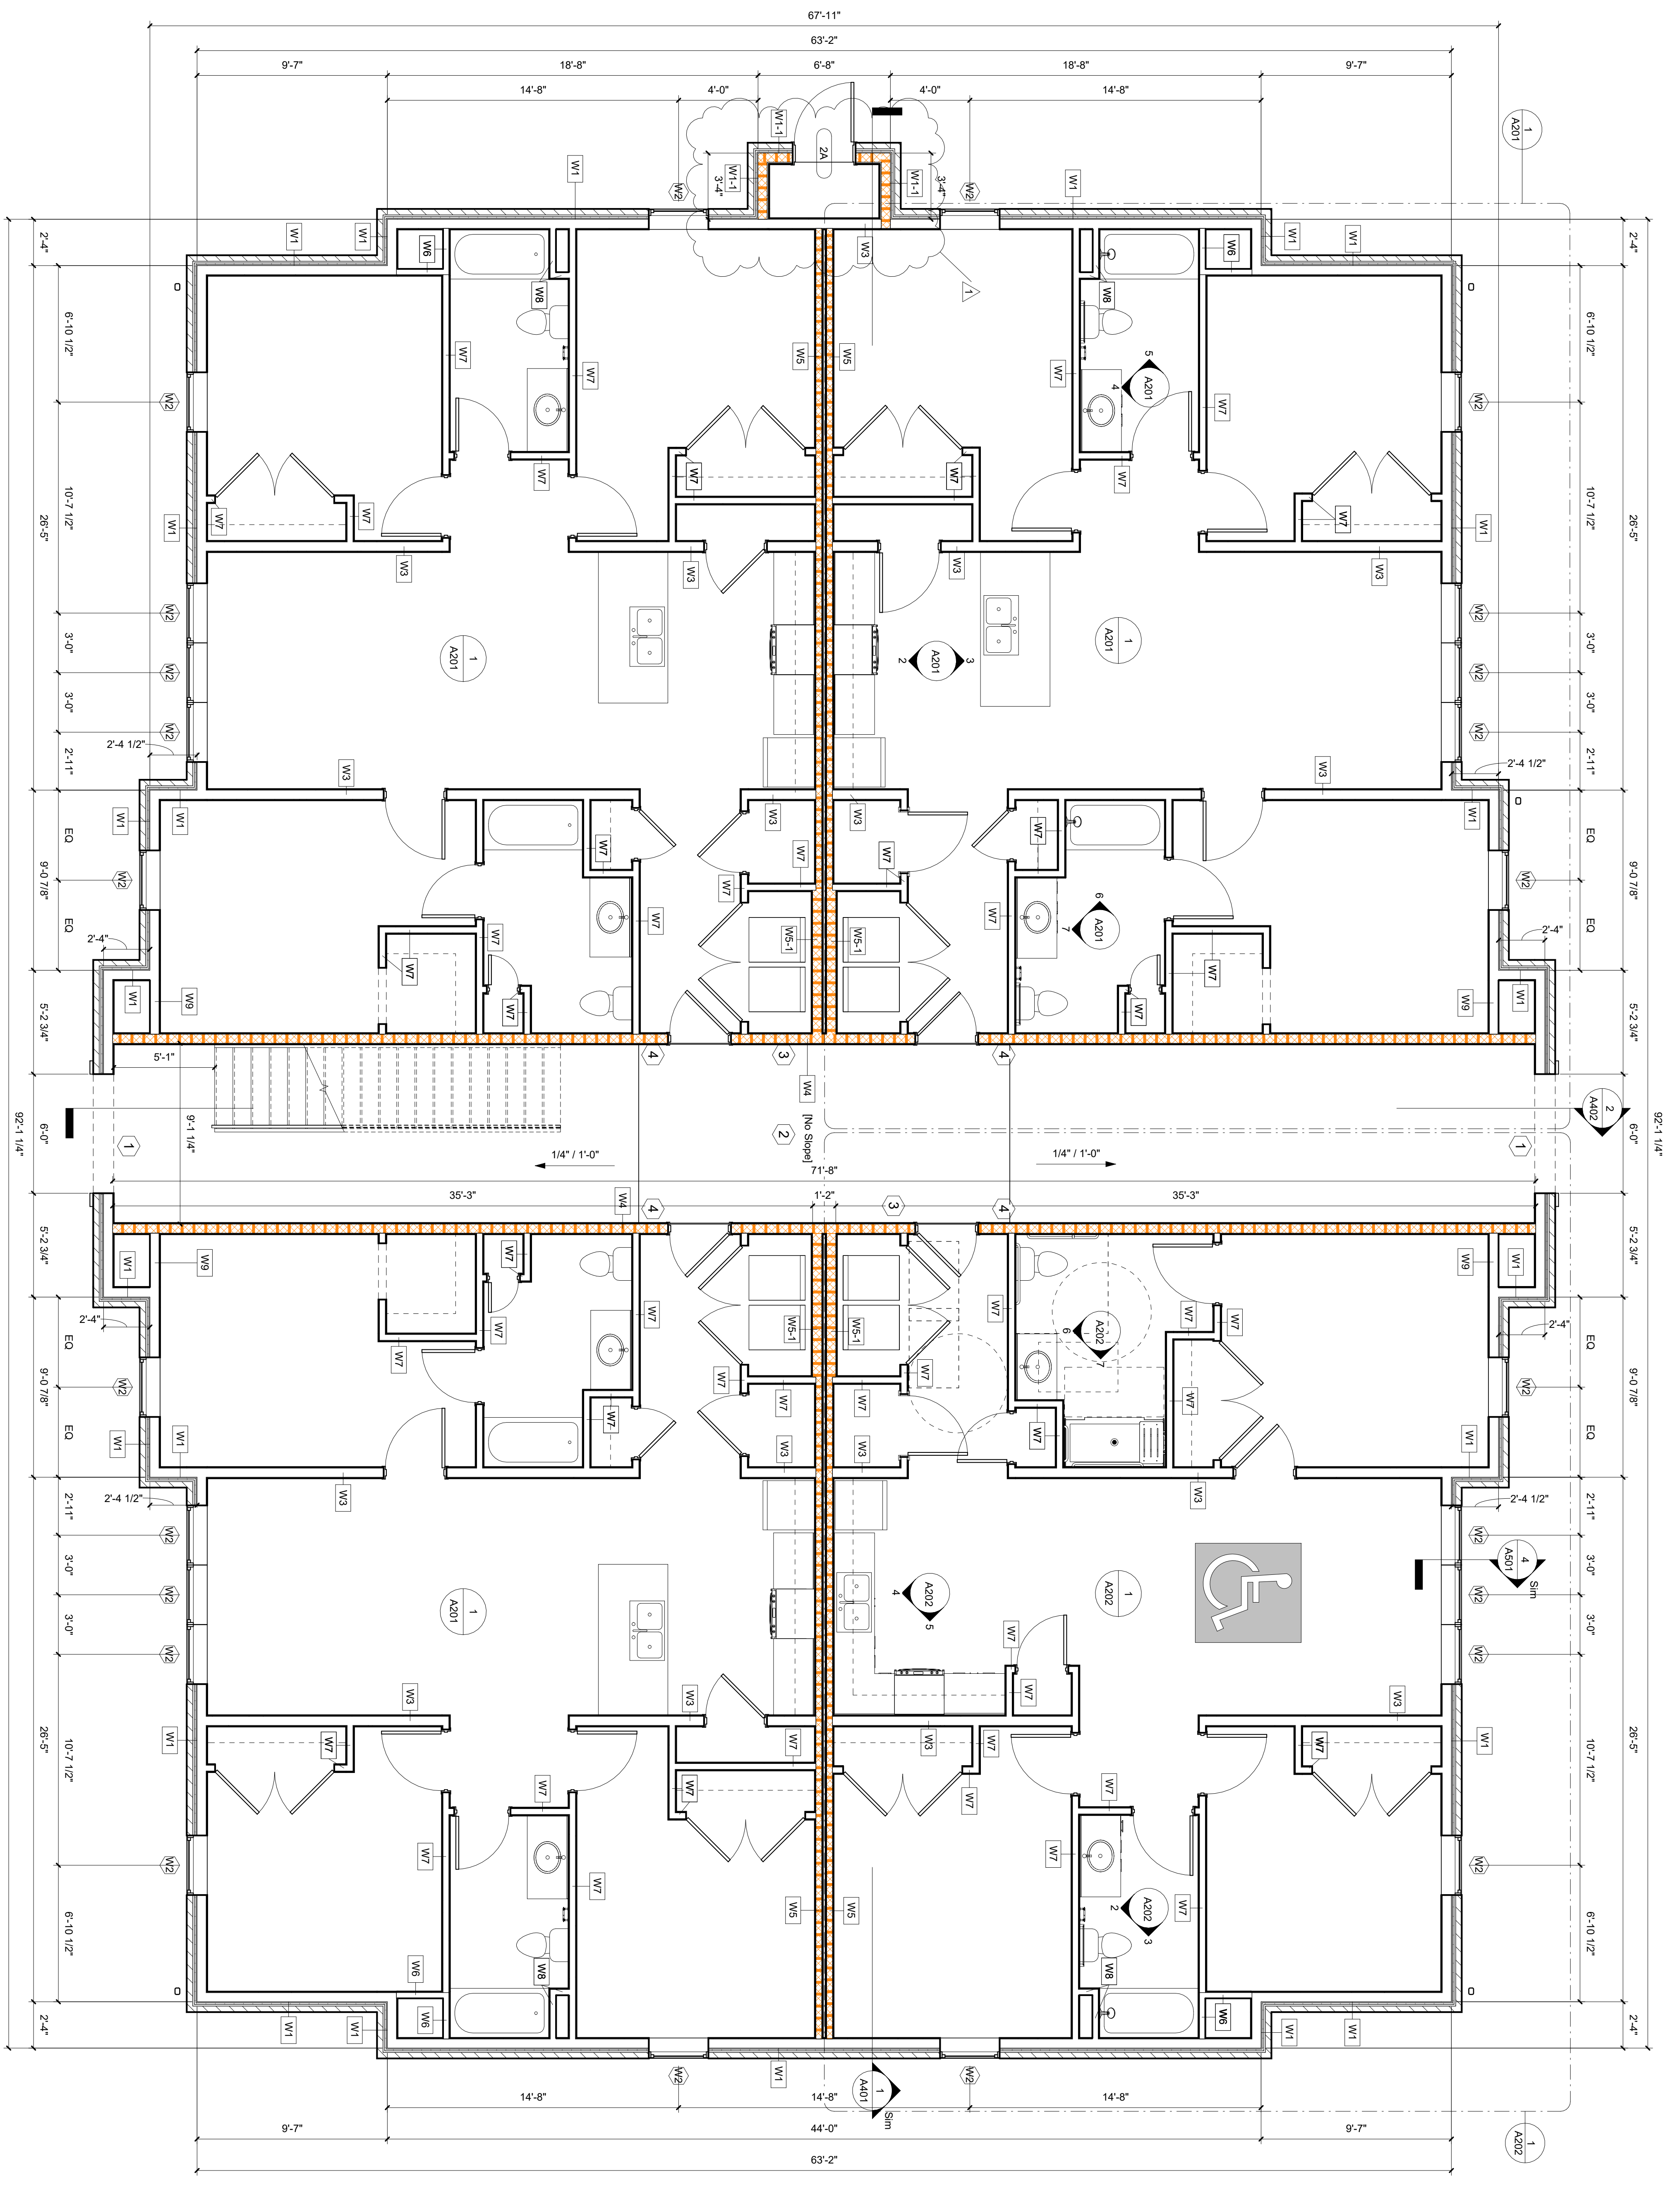 67'-11"
63'-2"
9'-7" 18'-8" 6'-8" 18'-8" 9'-7"
14'-8" 4'-0" 4'-0" 14'-8"
1
A201
W1-1
2A
W1 W2 W1-1 3'-4" W1-1 3'-4" W2 W1
2'-4" W1 W1 W6 W3 W6 W1 W1 2'-4"
W8 1 W8
6'-10 1/2" W7 W5 W5 W7 5 6'-10 1/2"
W7 4 A201 W7
W2 W2
W7 W7 W7 W7
10'-7 1/2" W7 W7 W7 10'-7 1/2"
26'-5" W1 W1 26'-5"
W3 W3 W3 W3
W2 W2
3'-0" 1 2 A201 3 1 3'-0"
A201 A201
W2 W2
3'-0" 3'-0"
W2 W2
2'-4 1/2" 2'-11" 2'-4 1/2" 2'-11"
W3 W3
W1 W1 W3 W3 W1
EQ W7 W7 W7 W7 EQ
9'-0 7/8" W2 W7 W2 9'-0 7/8"
EQ W7 W7 6 A201 7 EQ
2'-4" W7 W7 W5-1 W5-1 W7 W7 2'-4"
W1 W9 W7 W7 W9 W1
5'-2 3/4" 5'-2 3/4"
5'-1" 4 3 4
W4
2
A402
92'-1 1/4" 6'-0" 1 9'-1 1/4" 2 [No Slope] 1 6'-0" 92'-1 1/4"
1/4" / 1'-0" 1/4" / 1'-0"
71'-8"
35'-3" 1'-2" 35'-3"
W4 4 3 4
5'-2 3/4" W1 W9 W7 W9 W1 5'-2 3/4"
2'-4" W7 W7 W5-1 W5-1 W7 A202 W7 W7 2'-4"
EQ W7 6 7 EQ
9'-0 7/8" W2 W7 W7 W7 W2 9'-0 7/8"
EQ W1 W1 W7 W7 W7 W7 W1 EQ
W3 W3
2'-4 1/2" W3 W3 2'-4 1/2"
2'-11" 2'-11"
W2 W2
3'-0" 4 3'-0"
A501
Sim
W2 1 4 A202 5 1 W2
3'-0" A201 A202 3'-0"
W2 W7 W2
W3 W3 W7 W3
26'-5" W1 W7 W3 W7 W1 26'-5"
10'-7 1/2" W7 W7 W7 W7 10'-7 1/2"
W7 W7
W2 W7 W7 W7 W2
6'-10 1/2" W5 W5 2 A202 3 W7 6'-10 1/2"
W6 W8 W8
W6 W6
2'-4" W1 W1 W1 W1 2'-4"
W2 W1 1 W2
A401
Sim
14'-8" 14'-8" 14'-8"
9'-7" 44'-0" 9'-7" 1
A202
63'-2"